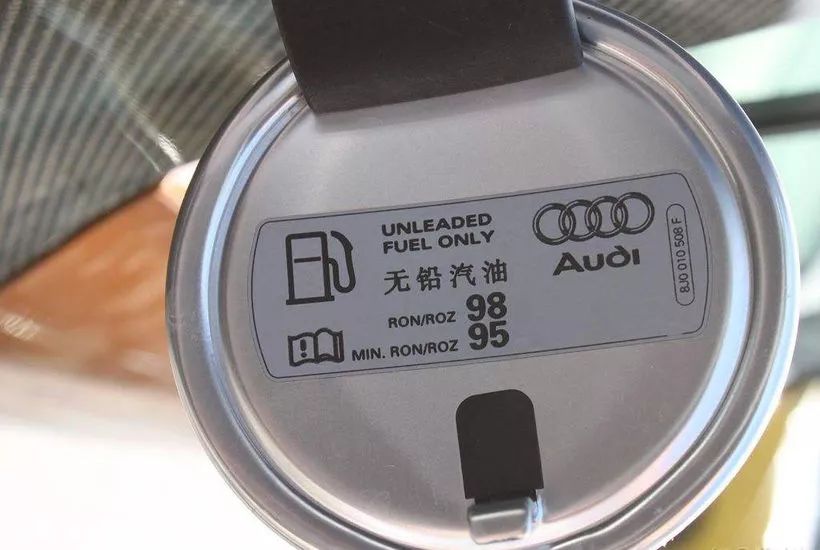 UNLEADED
FUEL ONLY
无铅汽油
RON/ROZ 98
MIN. RON/ROZ 95
Audi
8J0 010 508 F